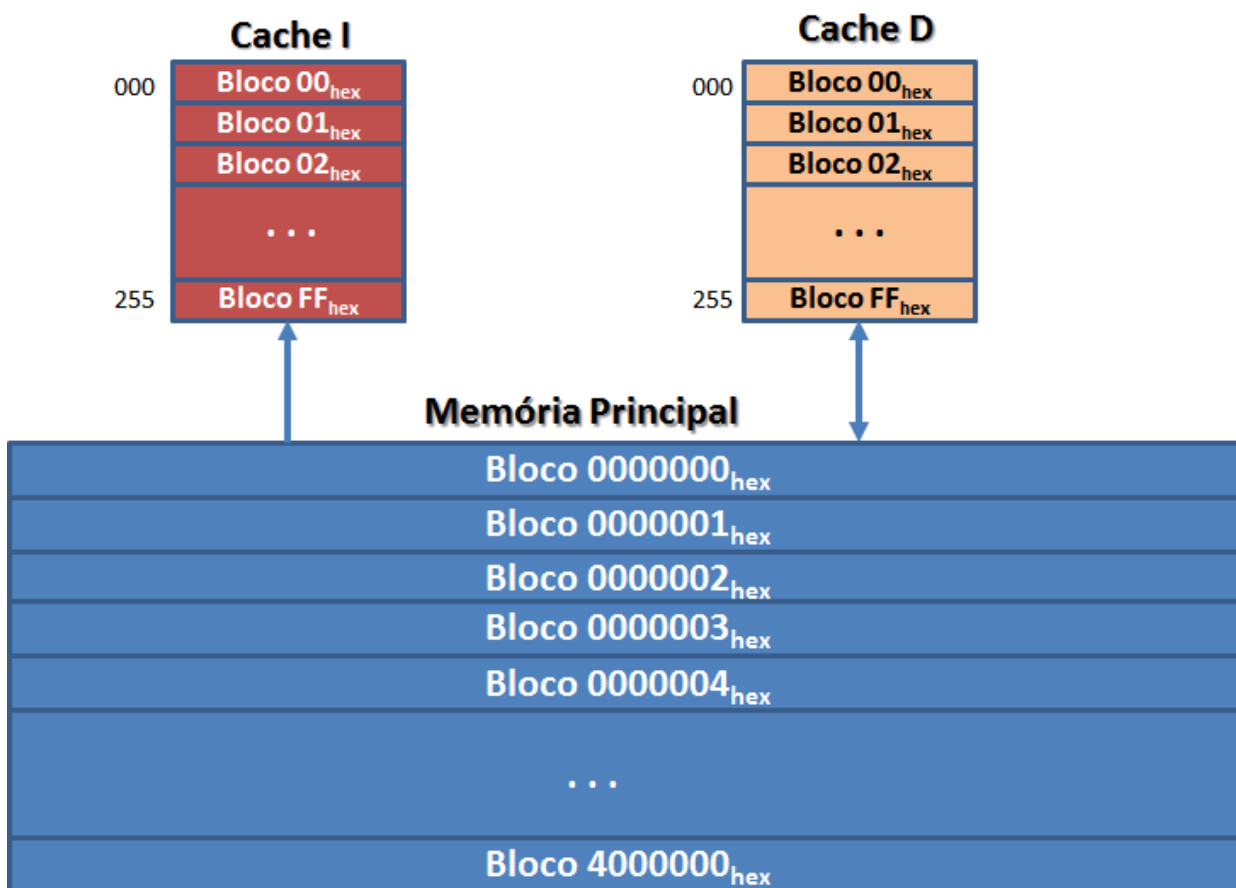 Cache I
000
Bloco 00hex
Bloco 01hex
Bloco 02hex
. . .
255
Bloco FFhex
Cache D
000
Bloco 00hex
Bloco 01hex
Bloco 02hex
. . .
255
Bloco FFhex
Memória Principal
Bloco 0000000hex
Bloco 0000001hex
Bloco 0000002hex
Bloco 0000003hex
Bloco 0000004hex
. . .
Bloco 4000000hex